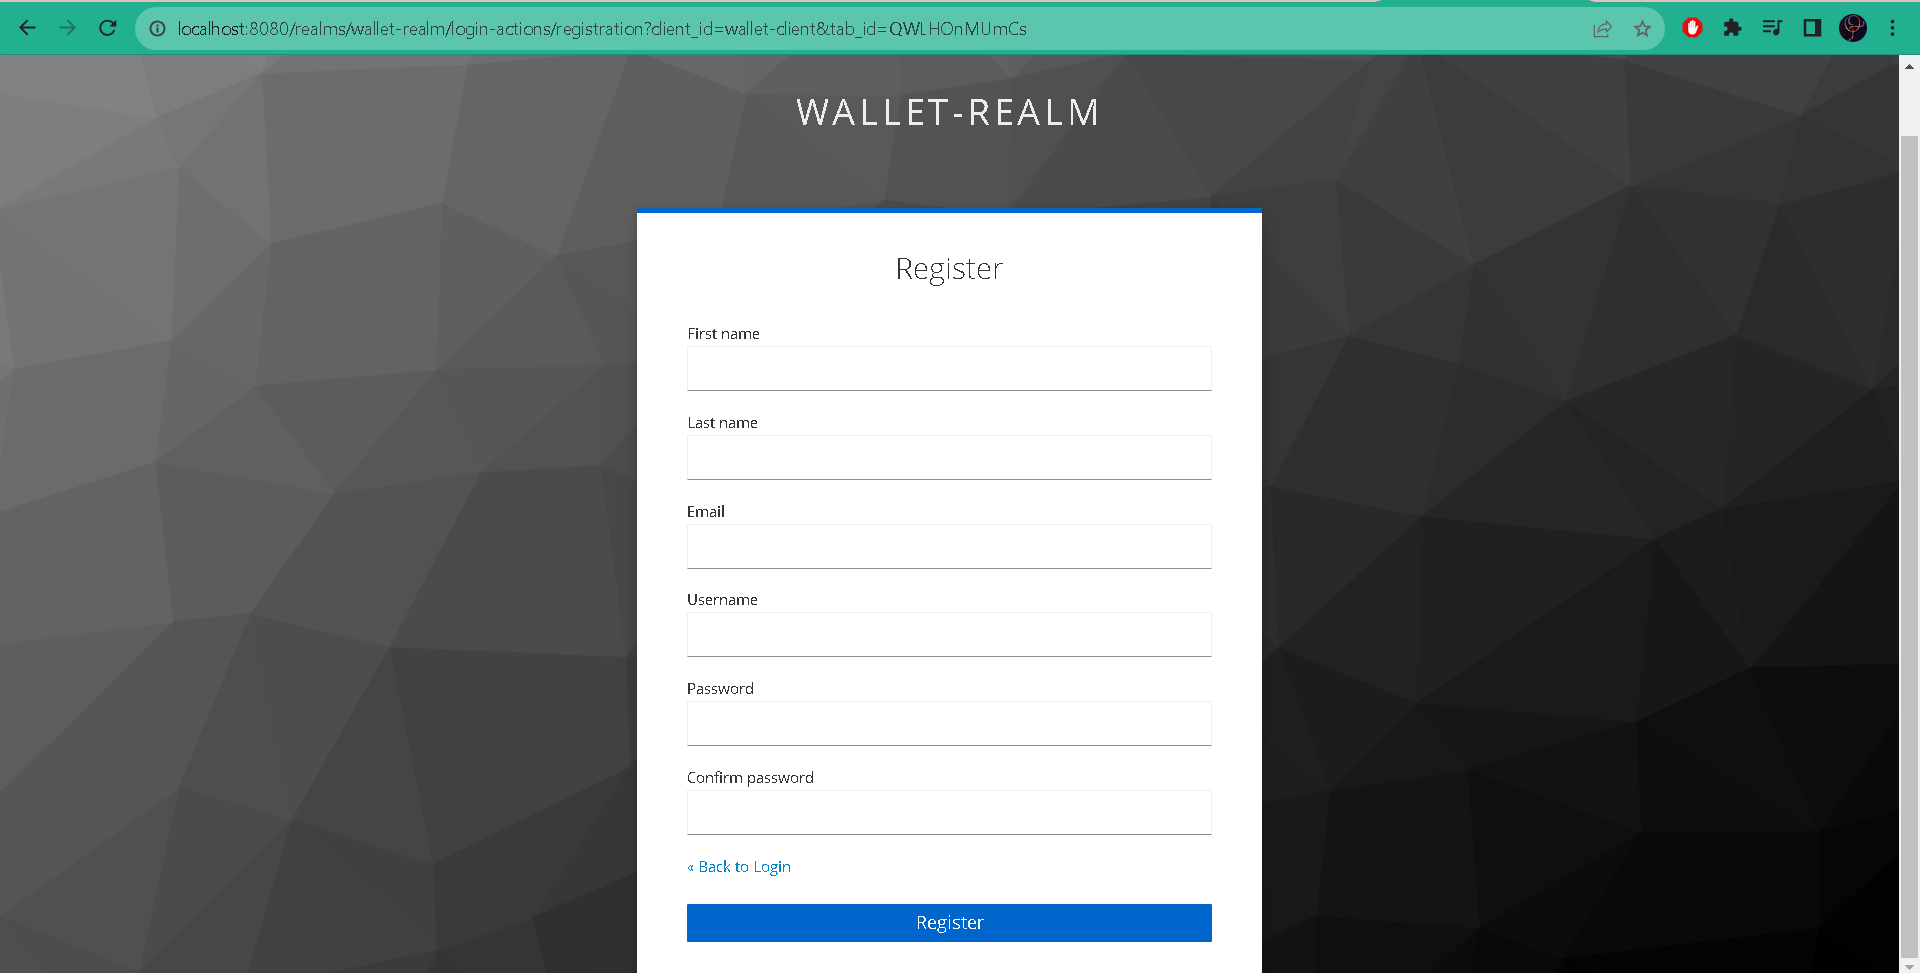 localhost:8080/realms/wallet-realm/login-actions/registration?client_id=wallet-client&tab_id=QWLHOnMUmCs
WALLET-REALM
Register
First name
Last name
Email
Username
Password
Confirm password
« Back to Login
Register